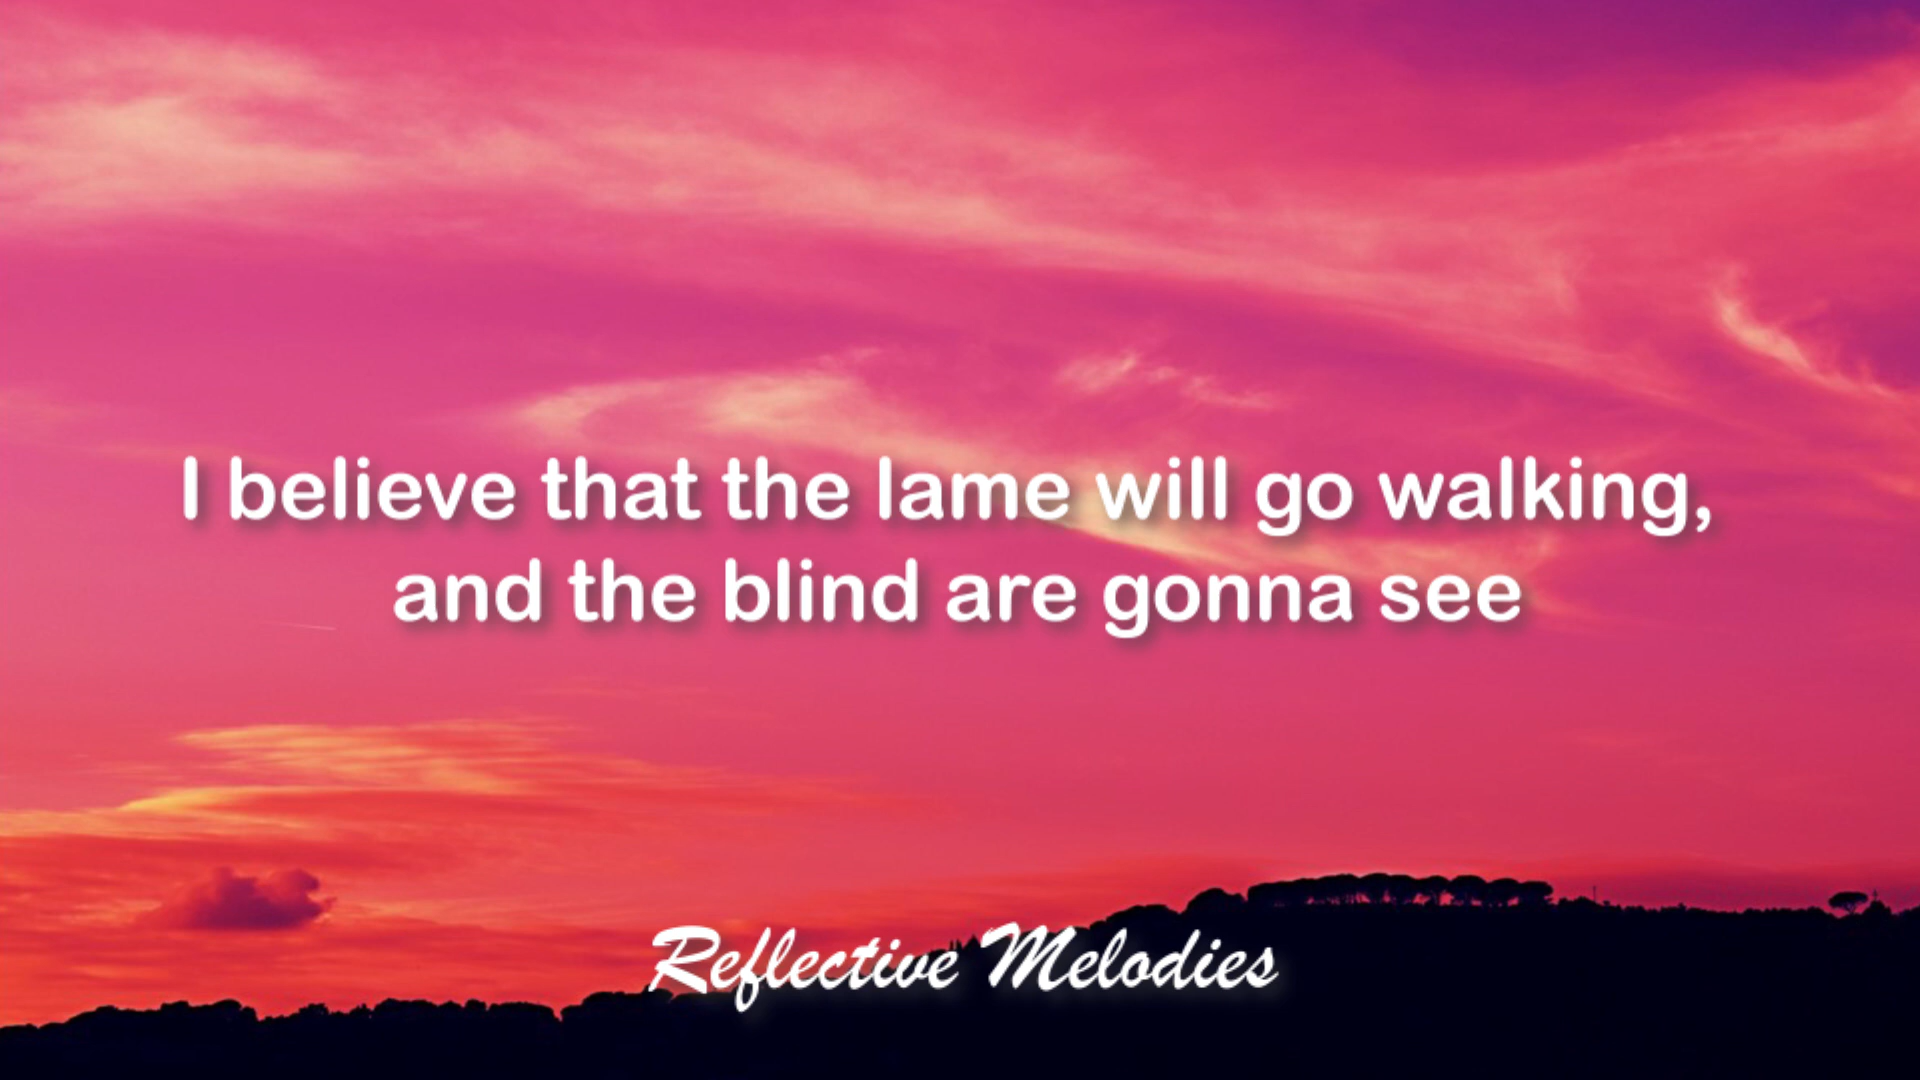 I believe that the lame will go walking,
and the blind are gonna see
Reflective Melodies